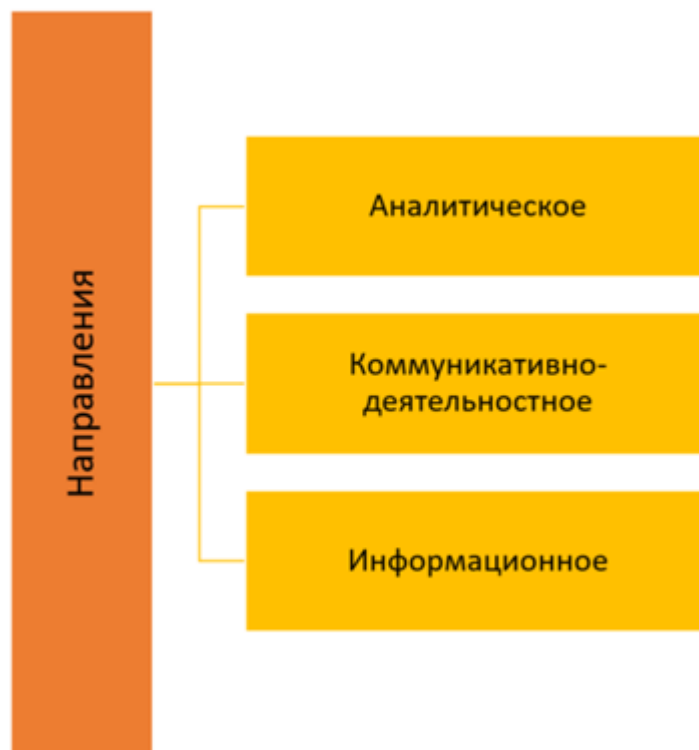 Направления
Аналитическое
Коммуникативно-
деятельностное
Информационное